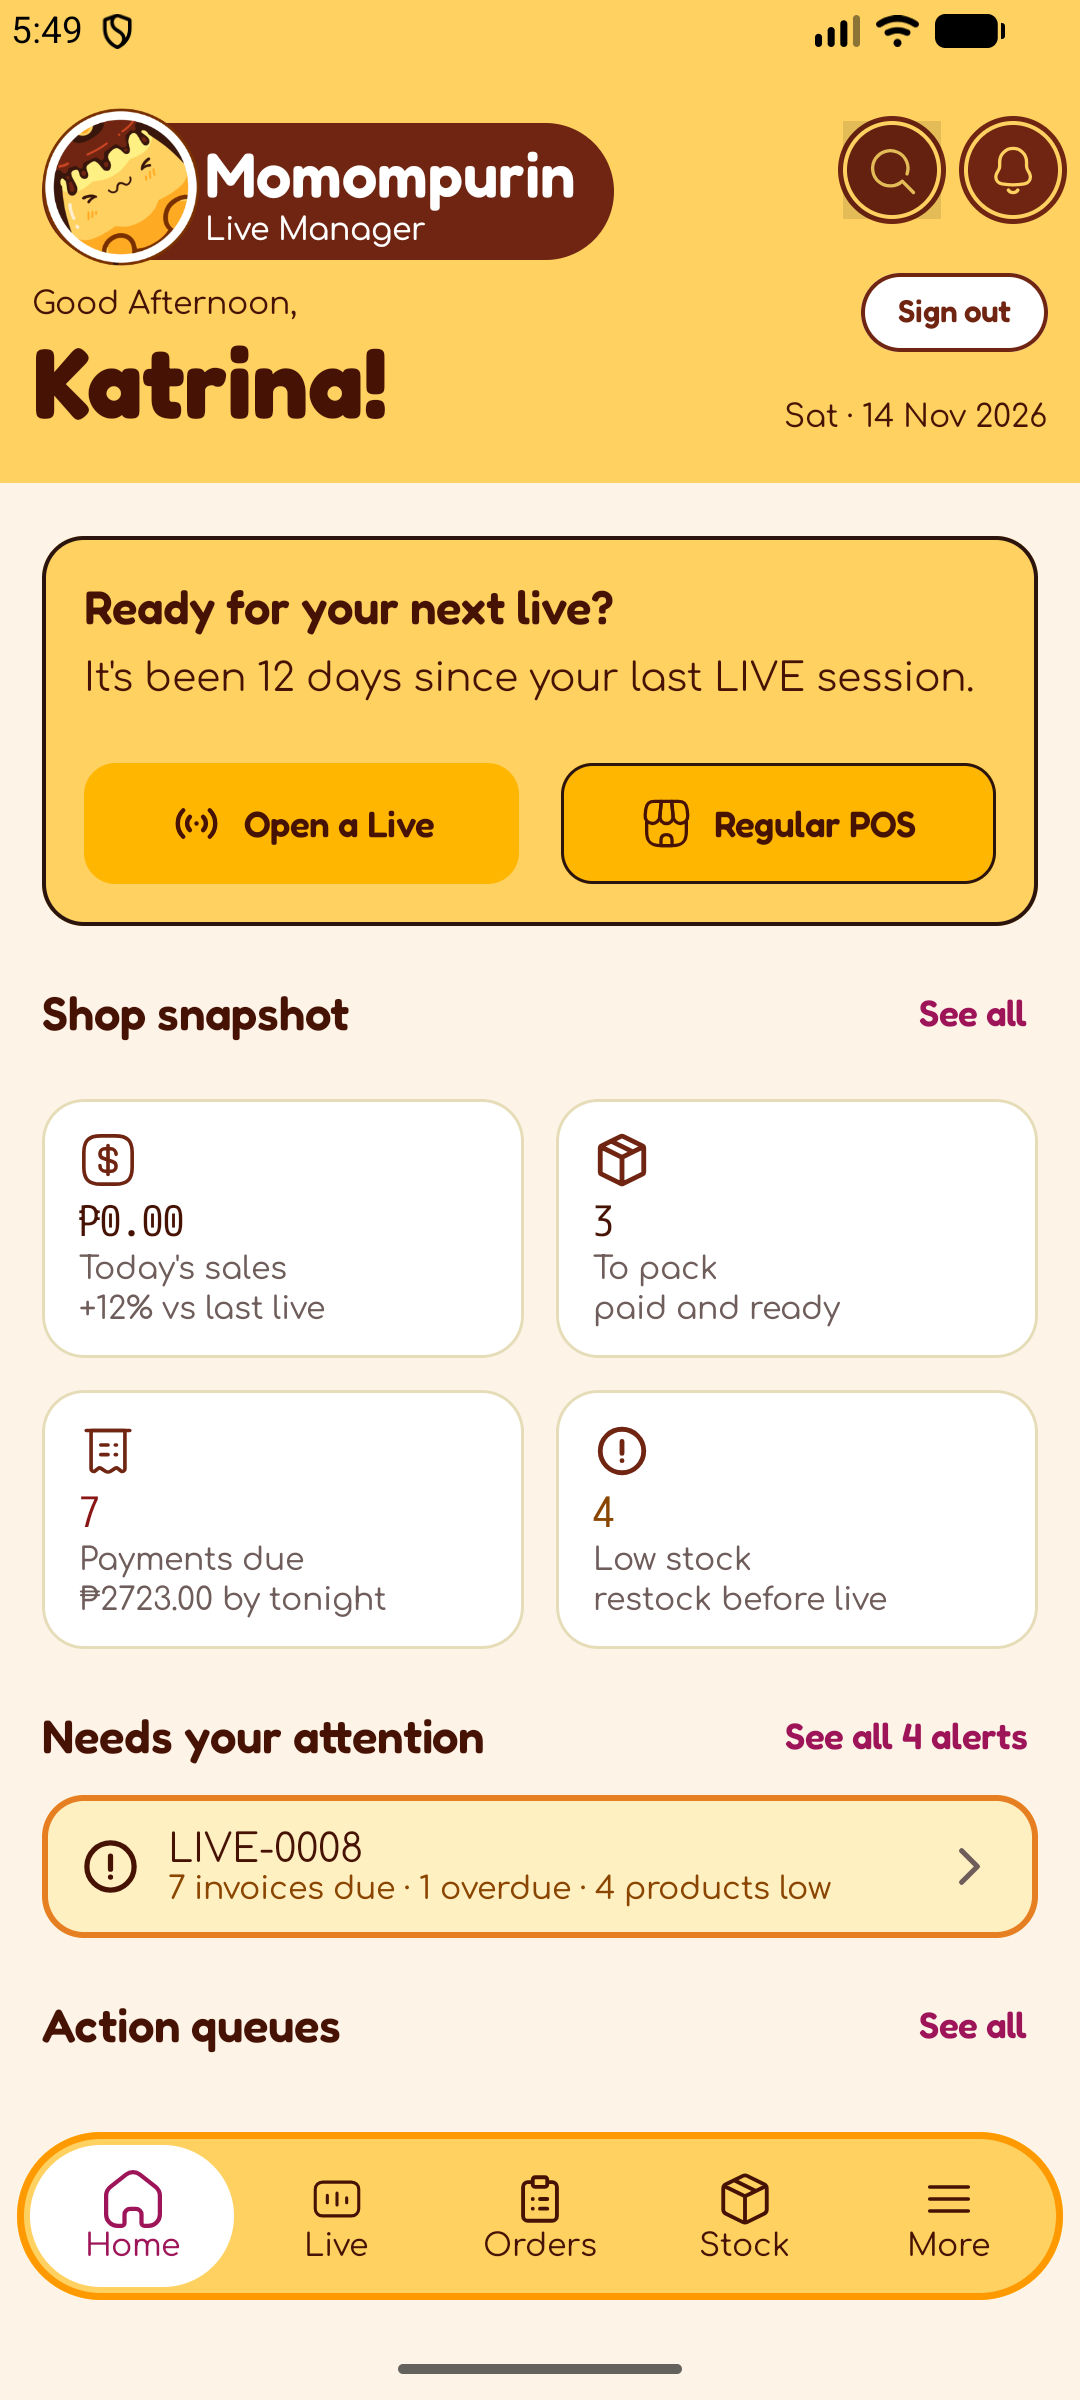 5:49
Momompurin
Live Manager
Good Afternoon,
Katrina!
Sign out
Sat · 14 Nov 2026
Ready for your next live?
It's been 12 days since your last LIVE session.
Open a Live
Regular POS
Shop snapshot
See all
$
₱0.00
Today's sales
+12% vs last live
3
To pack
paid and ready
7
Payments due
₱2723.00 by tonight
4
Low stock
restock before live
Needs your attention
See all 4 alerts
LIVE-0008
7 invoices due · 1 overdue · 4 products low
Action queues
See all
Home
Live
Orders
Stock
More